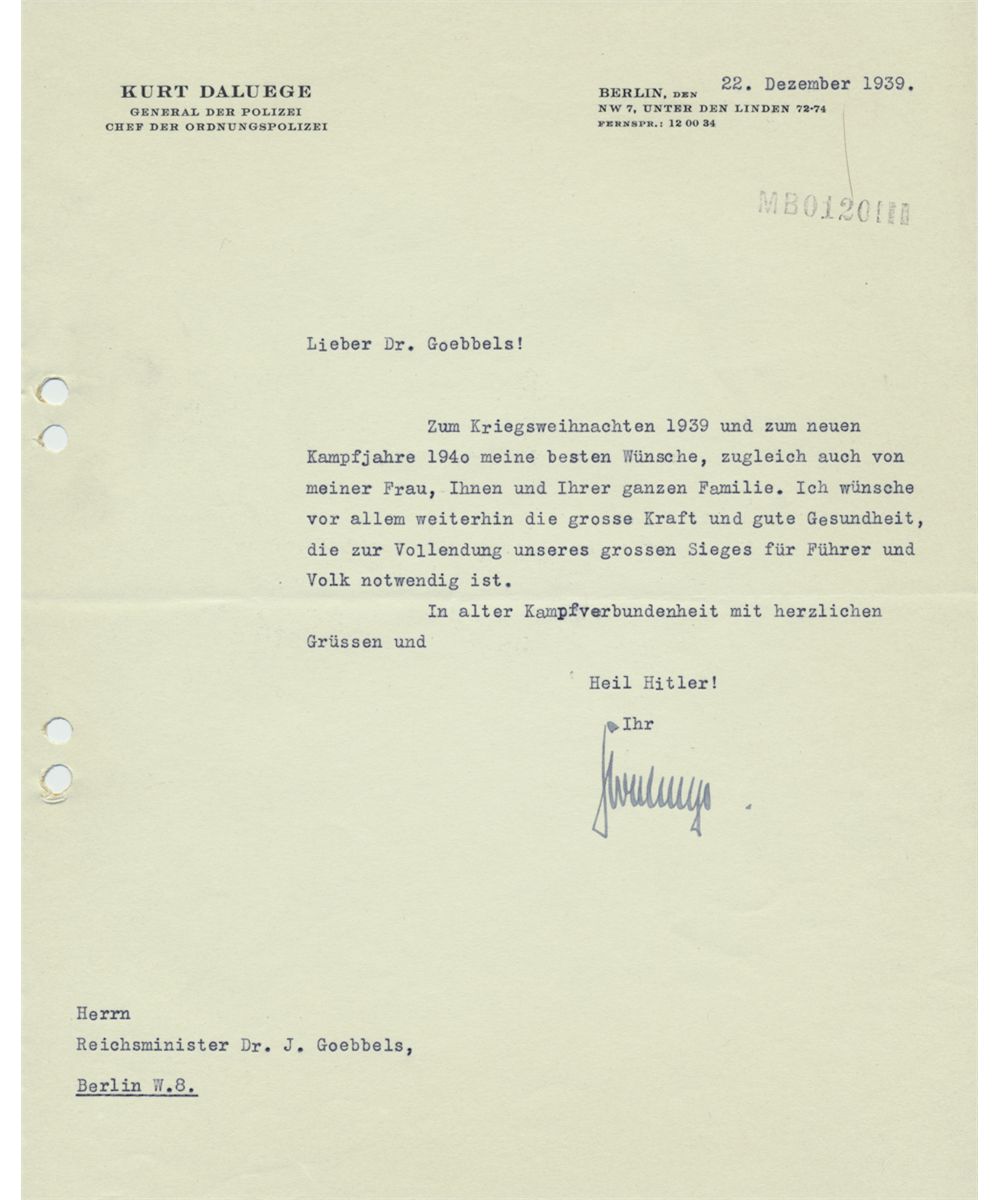 KURT DALUEGE
GENERAL DER POLIZEI
CHEF DER ORDNUNGSPOLIZEI
BERLIN, DEN 22. Dezember 1939.
NW 7, UNTER DEN LINDEN 72-74
FERNSPR.: 12 00 34
MB0120
Lieber Dr. Goebbels!
Zum Kriegsweihnachten 1939 und zum neuen
Kampfjahre 194o meine besten Wünsche, zugleich auch von
meiner Frau, Ihnen und Ihrer ganzen Familie. Ich wünsche
vor allem weiterhin die grosse Kraft und gute Gesundheit,
die zur Vollendung unseres grossen Sieges für Führer und
Volk notwendig ist.
In alter Kampfverbundenheit mit herzlichen
Grüssen und
Heil Hitler!
Ihr
Herrn
Reichsminister Dr. J. Goebbels,
Berlin W.8.